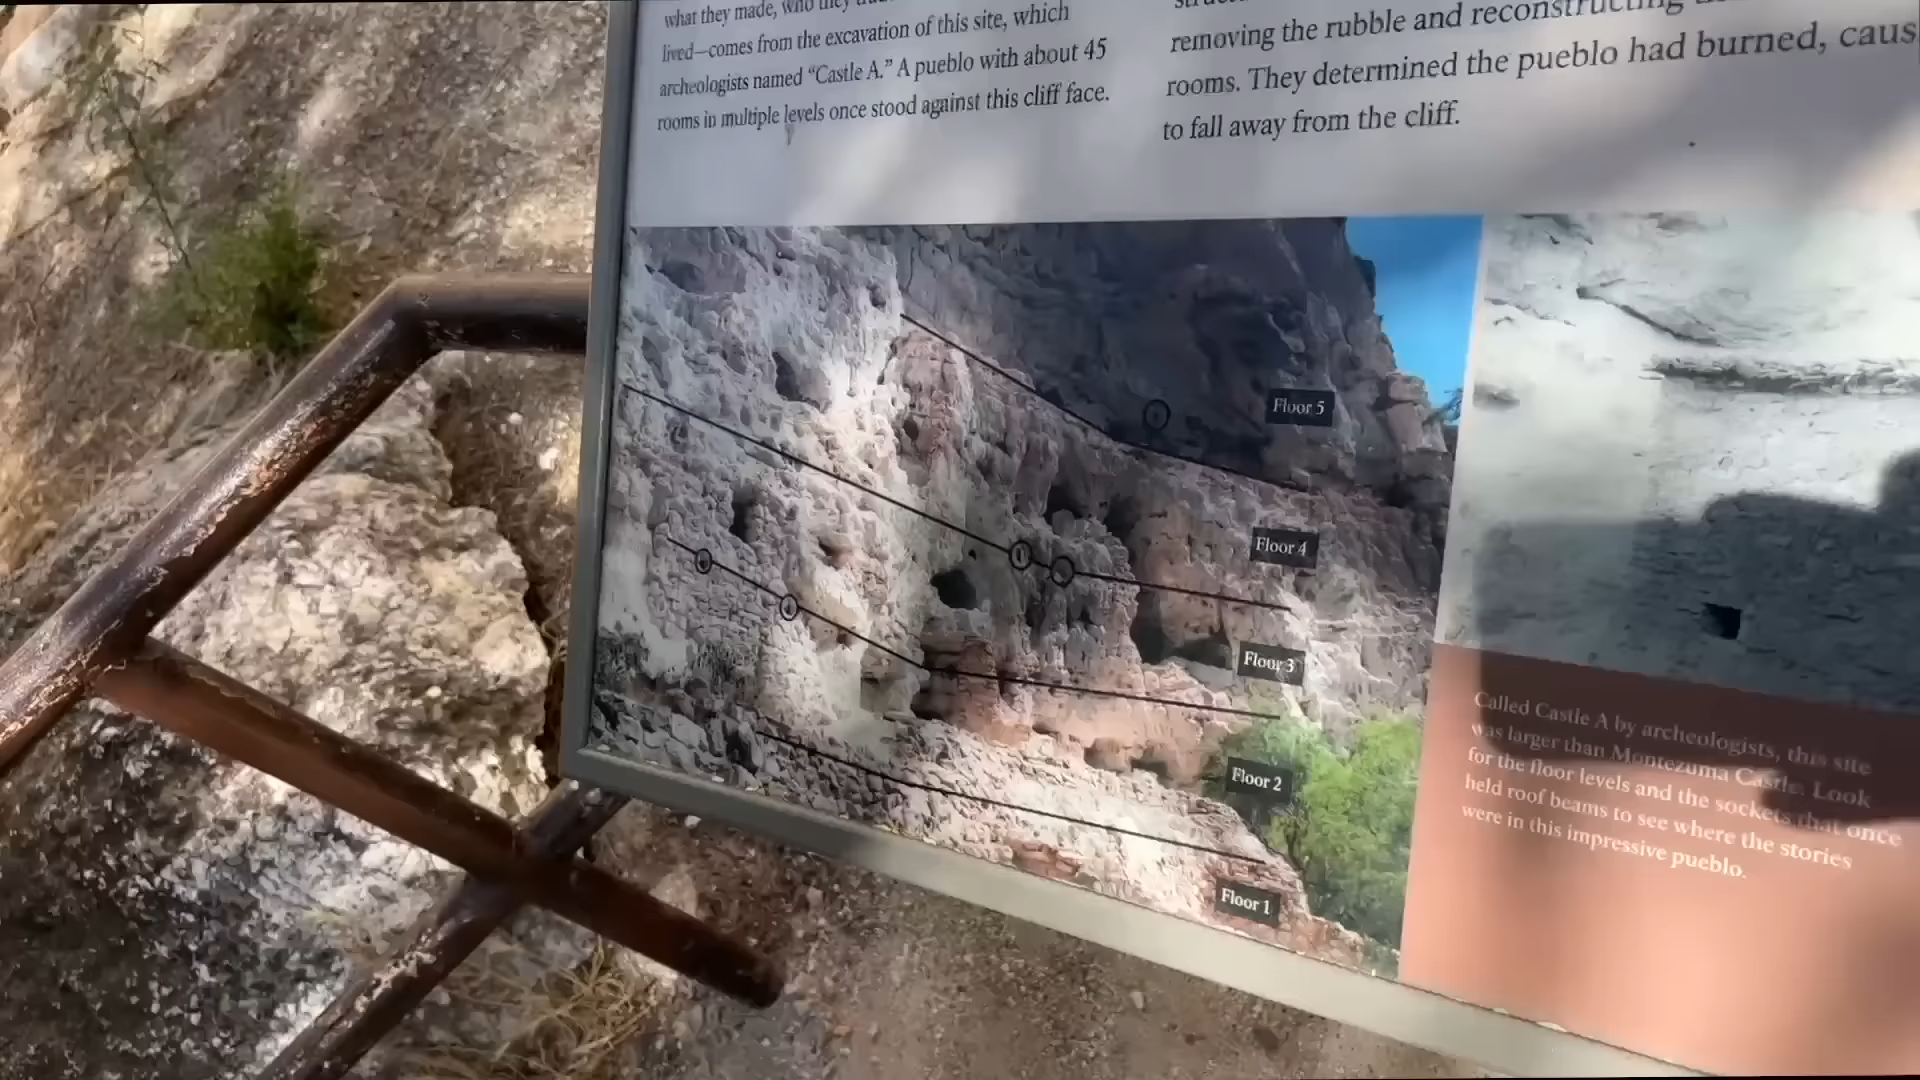 what they made, who they
lived—comes from the excavation of this site, which
archeologists named “Castle A.” A pueblo with about 45
rooms in multiple levels once stood against this cliff face.
removing the rubble and reconstructing
rooms. They determined the pueblo had burned,
to fall away from the cliff.
Floor 5
Floor 4
Floor 3
Floor 2
Floor 1
Called Castle A by archeologists, this site
was larger than Montezuma Castle. Look
for the floor levels and the sockets that once
held roof beams to see where the stories
were in this impressive pueblo.